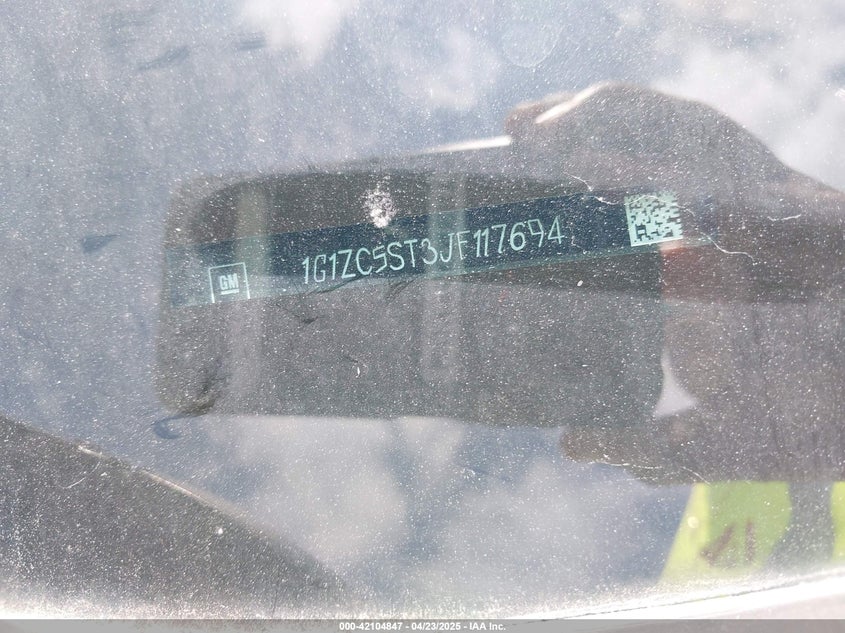 GM 1G1ZC5ST3JF117694
000-42104847 - 04/23/2025 - IAA Inc.